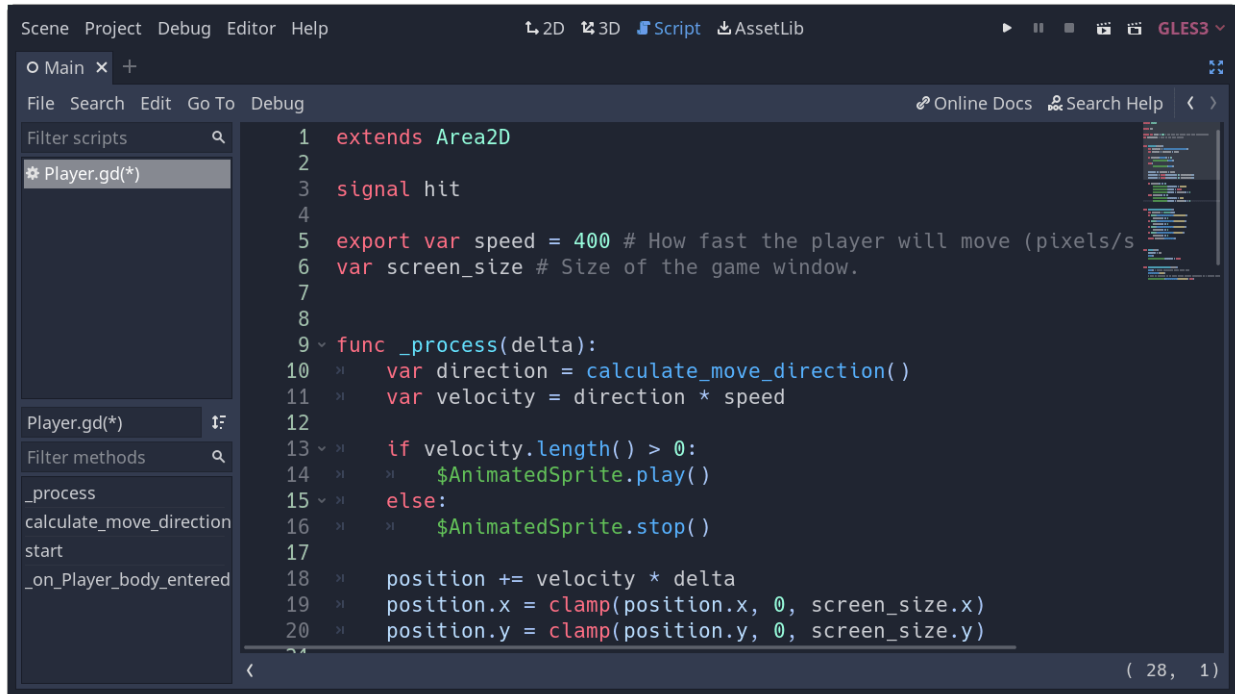 Scene Project Debug Editor Help 2D 3D Script AssetLib GLES3
Main
File Search Edit Go To Debug Online Docs Search Help
Filter scripts
Player.gd(*)
Player.gd(*)
Filter methods
_process
calculate_move_direction
start
_on_Player_body_entered
1 extends Area2D
2
3 signal hit
4
5 export var speed = 400 # How fast the player will move (pixels/s
6 var screen_size # Size of the game window.
7
8
9 func _process(delta):
10 var direction = calculate_move_direction()
11 var velocity = direction * speed
12
13 if velocity.length() > 0:
14 $AnimatedSprite.play()
15 else:
16 $AnimatedSprite.stop()
17
18 position += velocity * delta
19 position.x = clamp(position.x, 0, screen_size.x)
20 position.y = clamp(position.y, 0, screen_size.y)
( 28, 1)